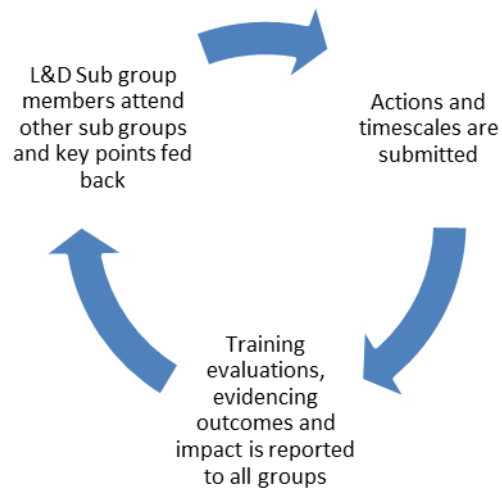 L&D Sub group
members attend
other sub groups
and key points fed
back
Actions and
timescales are
submitted
Training
evaluations,
evidencing
outcomes and
impact is reported
to all groups